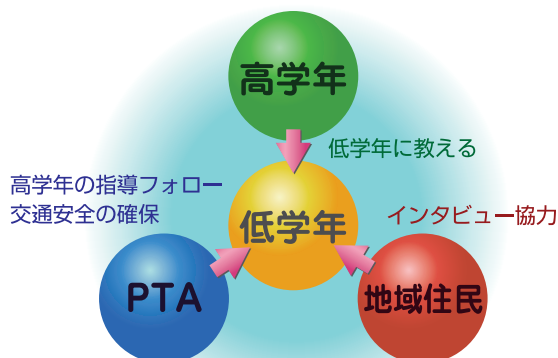 高学年
低学年に教える
高学年の指導フォロー
交通安全の確保
低学年
インタビュー協力
PTA
地域住民